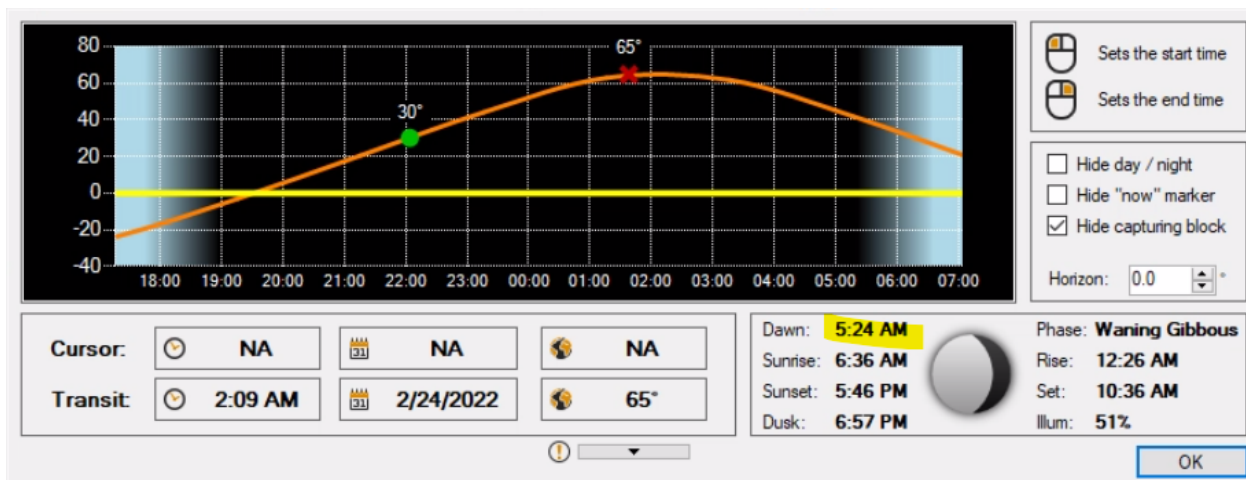 80
60
40
20
0
-20
-40
65°
30°
18:00 19:00 20:00 21:00 22:00 23:00 00:00 01:00 02:00 03:00 04:00 05:00 06:00 07:00
Sets the start time
Sets the end time
Hide day / night
Hide "now" marker
Hide capturing block
Horizon: 0.0 °
Cursor: 31 NA NA NA
Transit: 2:09 AM 31 2/24/2022 65°
Dawn: 5:24 AM
Sunrise: 6:36 AM
Sunset: 5:46 PM
Dusk: 6:57 PM
Phase: Waning Gibbous
Rise: 12:26 AM
Set: 10:36 AM
Illum: 51%
OK